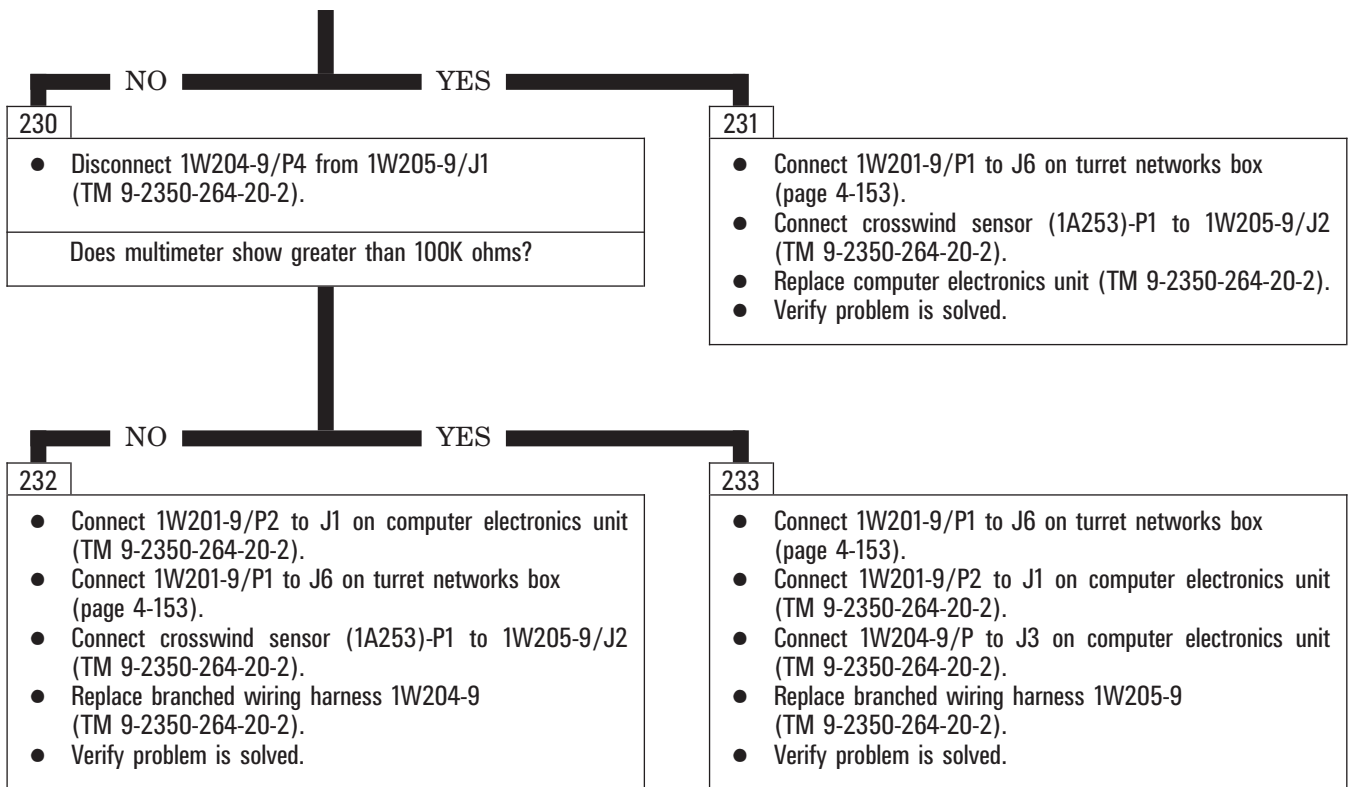 NO YES
230
● Disconnect 1W204-9/P4 from 1W205-9/J1
(TM 9-2350-264-20-2).
Does multimeter show greater than 100K ohms?
231
● Connect 1W201-9/P1 to J6 on turret networks box
(page 4-153).
● Connect crosswind sensor (1A253)-P1 to 1W205-9/J2
(TM 9-2350-264-20-2).
● Replace computer electronics unit (TM 9-2350-264-20-2).
● Verify problem is solved.
NO YES
232
● Connect 1W201-9/P2 to J1 on computer electronics unit
(TM 9-2350-264-20-2).
● Connect 1W201-9/P1 to J6 on turret networks box
(page 4-153).
● Connect crosswind sensor (1A253)-P1 to 1W205-9/J2
(TM 9-2350-264-20-2).
● Replace branched wiring harness 1W204-9
(TM 9-2350-264-20-2).
● Verify problem is solved.
233
● Connect 1W201-9/P1 to J6 on turret networks box
(page 4-153).
● Connect 1W201-9/P2 to J1 on computer electronics unit
(TM 9-2350-264-20-2).
● Connect 1W204-9/P to J3 on computer electronics unit
(TM 9-2350-264-20-2).
● Replace branched wiring harness 1W205-9
(TM 9-2350-264-20-2).
● Verify problem is solved.